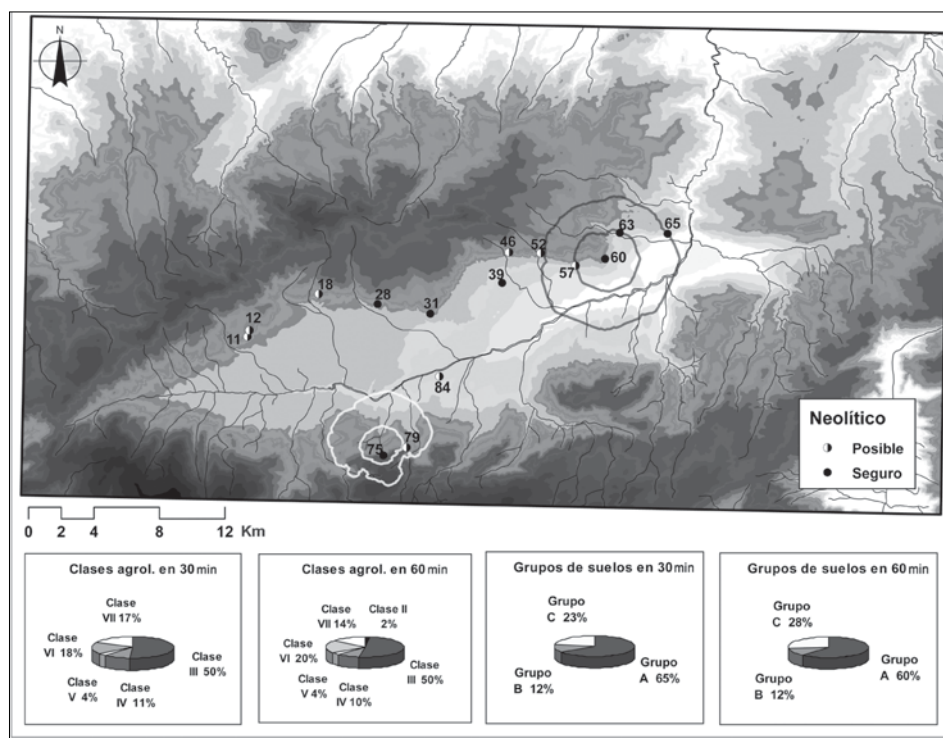 N
63
65
46
52
60
57
39
18
28
31
12
11
84
79
75
Neolítico
Posible
Seguro
0 2 4 8 12 Km
Clases agrol. en 30 min
Clase VII 17%
Clase VI 18%
Clase III 50%
Clase V 4%
Clase IV 11%
Clases agrol. en 60 min
Clase VII 14%
Clase II 2%
Clase VI 20%
Clase III 50%
Clase V 4%
Clase IV 10%
Grupos de suelos en 30 min
Grupo C 23%
Grupo B 12%
Grupo A 65%
Grupos de suelos en 60 min
Grupo C 28%
Grupo B 12%
Grupo A 60%